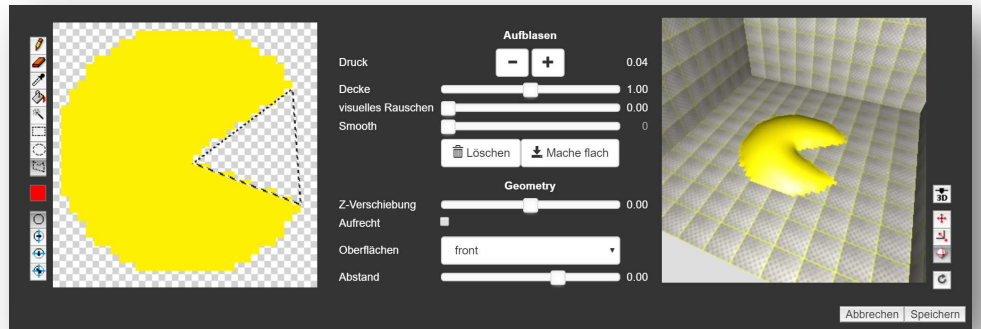 Aufblasen
Druck - + 0.04
Decke 1.00
visuelles Rauschen 0.00
Smooth 0
Löschen Mache flach
Geometry
Z-Verschiebung 0.00
Aufrecht
Oberflächen front
Abstand 0.00
3D
Abbrechen Speichern